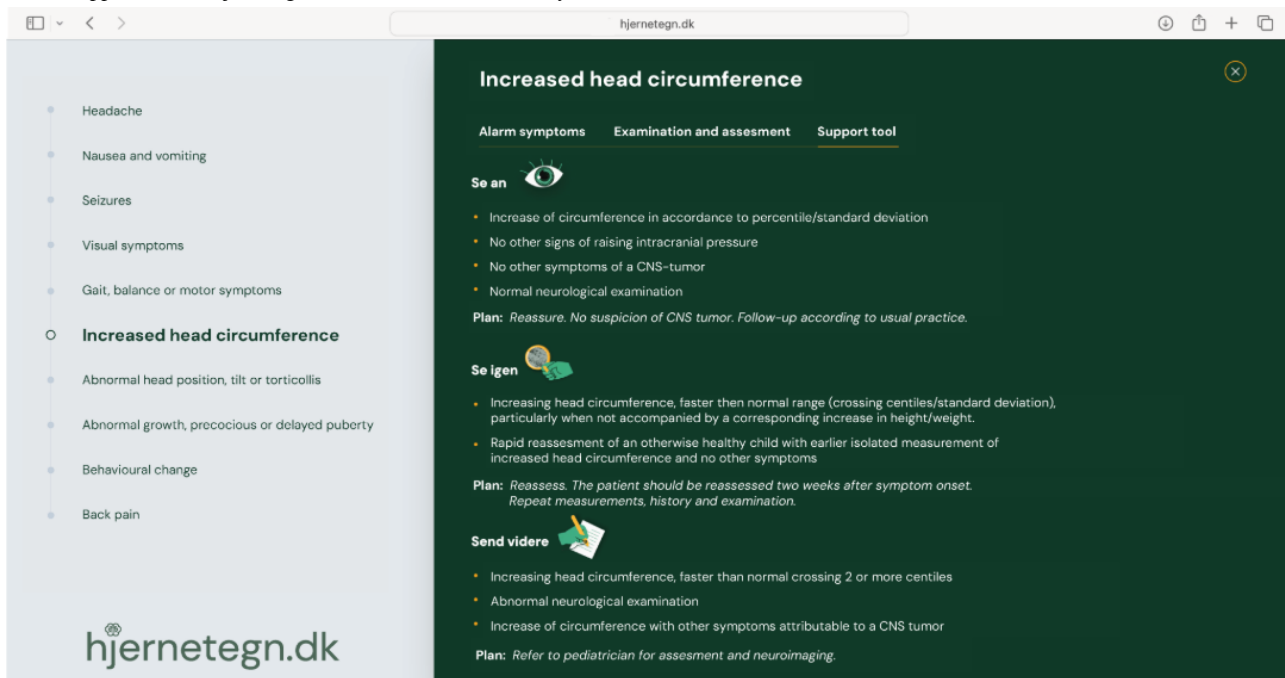 hjernetegn.dk
Headache
Nausea and vomiting
Seizures
Visual symptoms
Gait, balance or motor symptoms
Increased head circumference
Abnormal head position, tilt or torticollis
Abnormal growth, precocious or delayed puberty
Behavioural change
Back pain
hjernetegn.dk
Increased head circumference
Alarm symptoms Examination and assesment Support tool
Se an
• Increase of circumference in accordance to percentile/standard deviation
• No other signs of raising intracranial pressure
• No other symptoms of a CNS-tumor
• Normal neurological examination
Plan: Reassure. No suspicion of CNS tumor. Follow-up according to usual practice.
Se igen
• Increasing head circumference, faster then normal range (crossing centiles/standard deviation),
particularly when not accompanied by a corresponding increase in height/weight.
• Rapid reassesment of an otherwise healthy child with earlier isolated measurement of
increased head circumference and no other symptoms
Plan: Reassess. The patient should be reassessed two weeks after symptom onset.
Repeat measurements, history and examination.
Send videre
• Increasing head circumference, faster than normal crossing 2 or more centiles
• Abnormal neurological examination
• Increase of circumference with other symptoms attributable to a CNS tumor
Plan: Refer to pediatrician for assesment and neuroimaging.